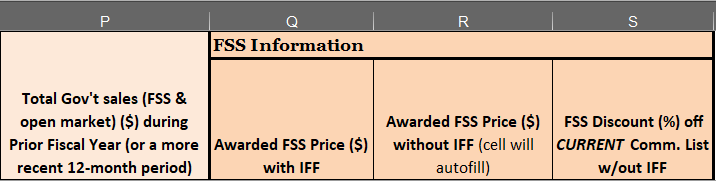 P Q R S
FSS Information
Total Gov't sales (FSS &
open market) ($) during
Prior Fiscal Year (or a more
recent 12-month period)
Awarded FSS Price ($)
with IFF
Awarded FSS Price ($)
without IFF (cell will
autofill)
FSS Discount (%) off
CURRENT Comm. List
w/out IFF